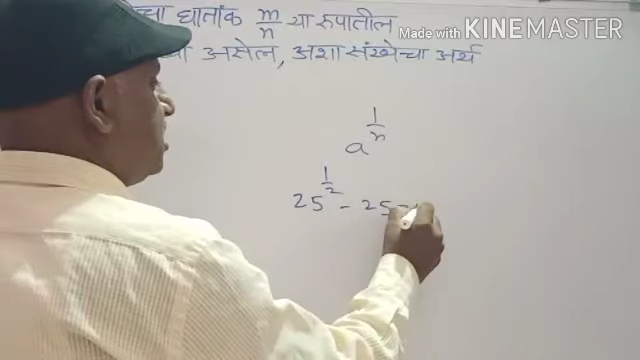 घातांक m/n या रुपातील
असेल, अशा संख्येचा अर्थ
a^(1/n)
25^(1/2) - 25
Made with KINEMASTER